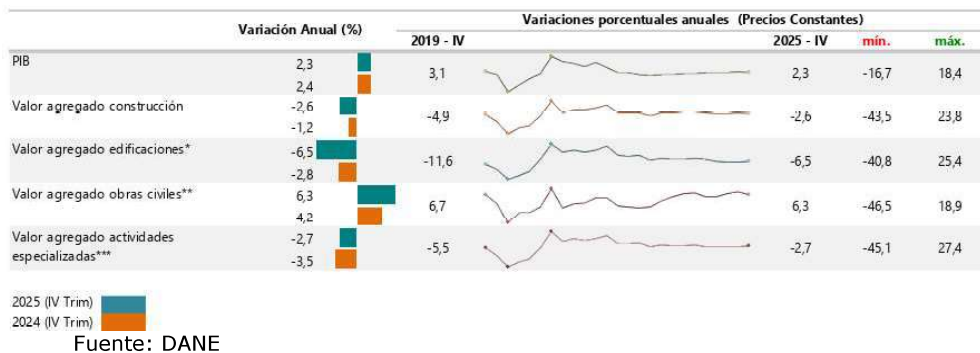 Variaciones porcentuales anuales (Precios Constantes)
Variación Anual (%)
2019 - IV 2025 - IV mín. máx.
PIB 2,3 3,1 2,3 -16,7 18,4
2,4
Valor agregado construcción -2,6 -4,9 -2,6 -43,5 23,8
-1,2
Valor agregado edificaciones* -6,5 -11,6 -6,5 -40,8 25,4
-2,8
Valor agregado obras civiles** 6,3 6,7 6,3 -46,5 18,9
4,2
Valor agregado actividades -2,7 -5,5 -2,7 -45,1 27,4
especializadas*** -3,5
2025 (IV Trim)
2024 (IV Trim)
Fuente: DANE